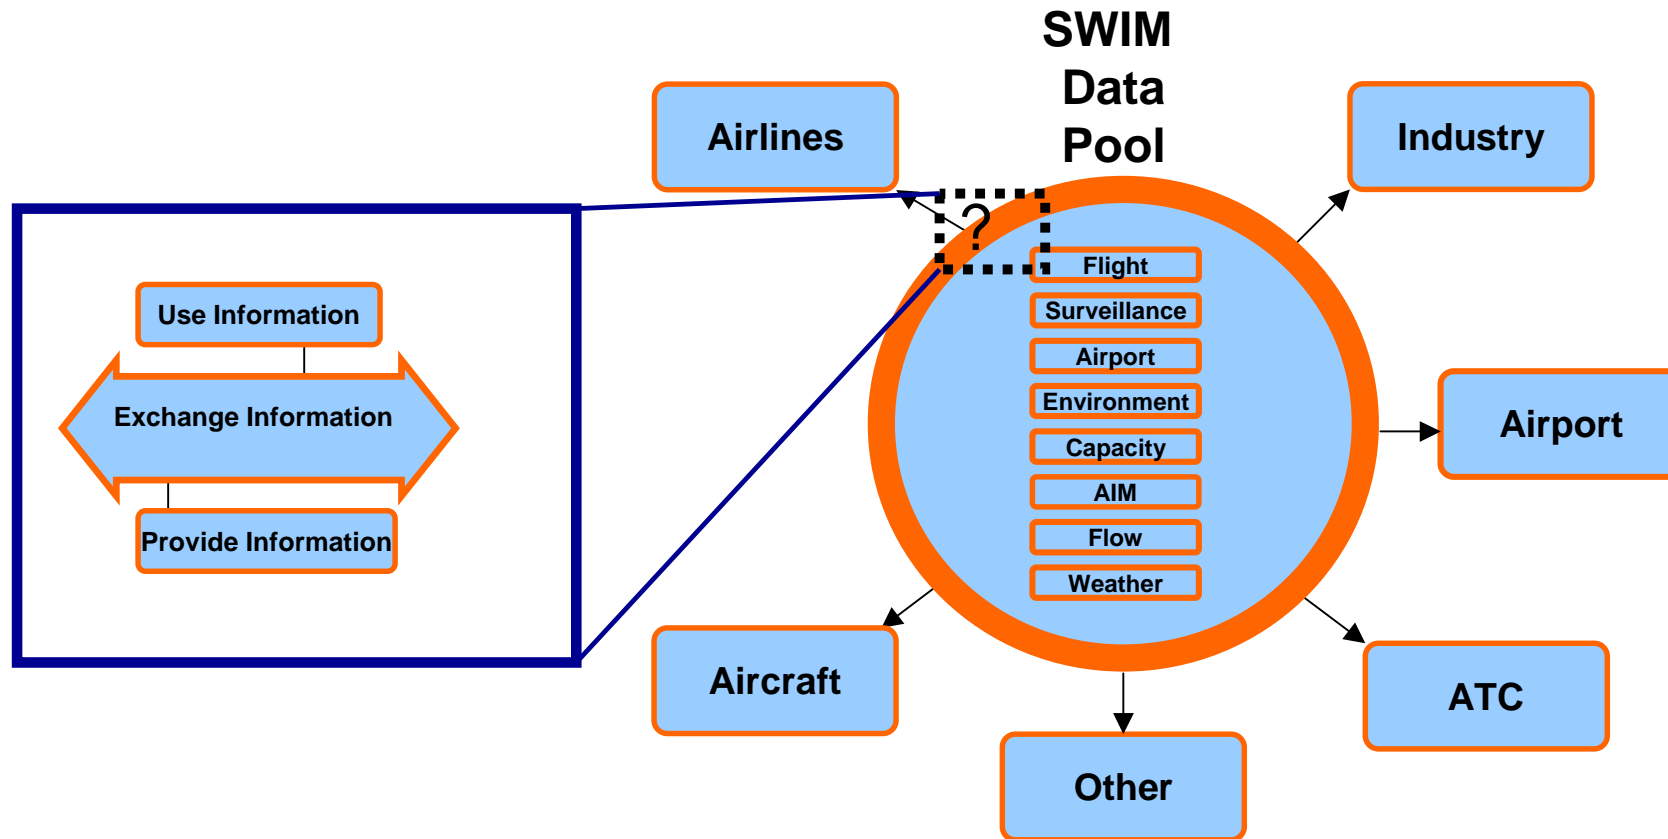 SWIM
Data
Pool
Airlines
Industry
?
Flight
Surveillance
Airport
Environment
Capacity
AIM
Flow
Weather
Use Information
Exchange Information
Provide Information
Airport
Aircraft
ATC
Other